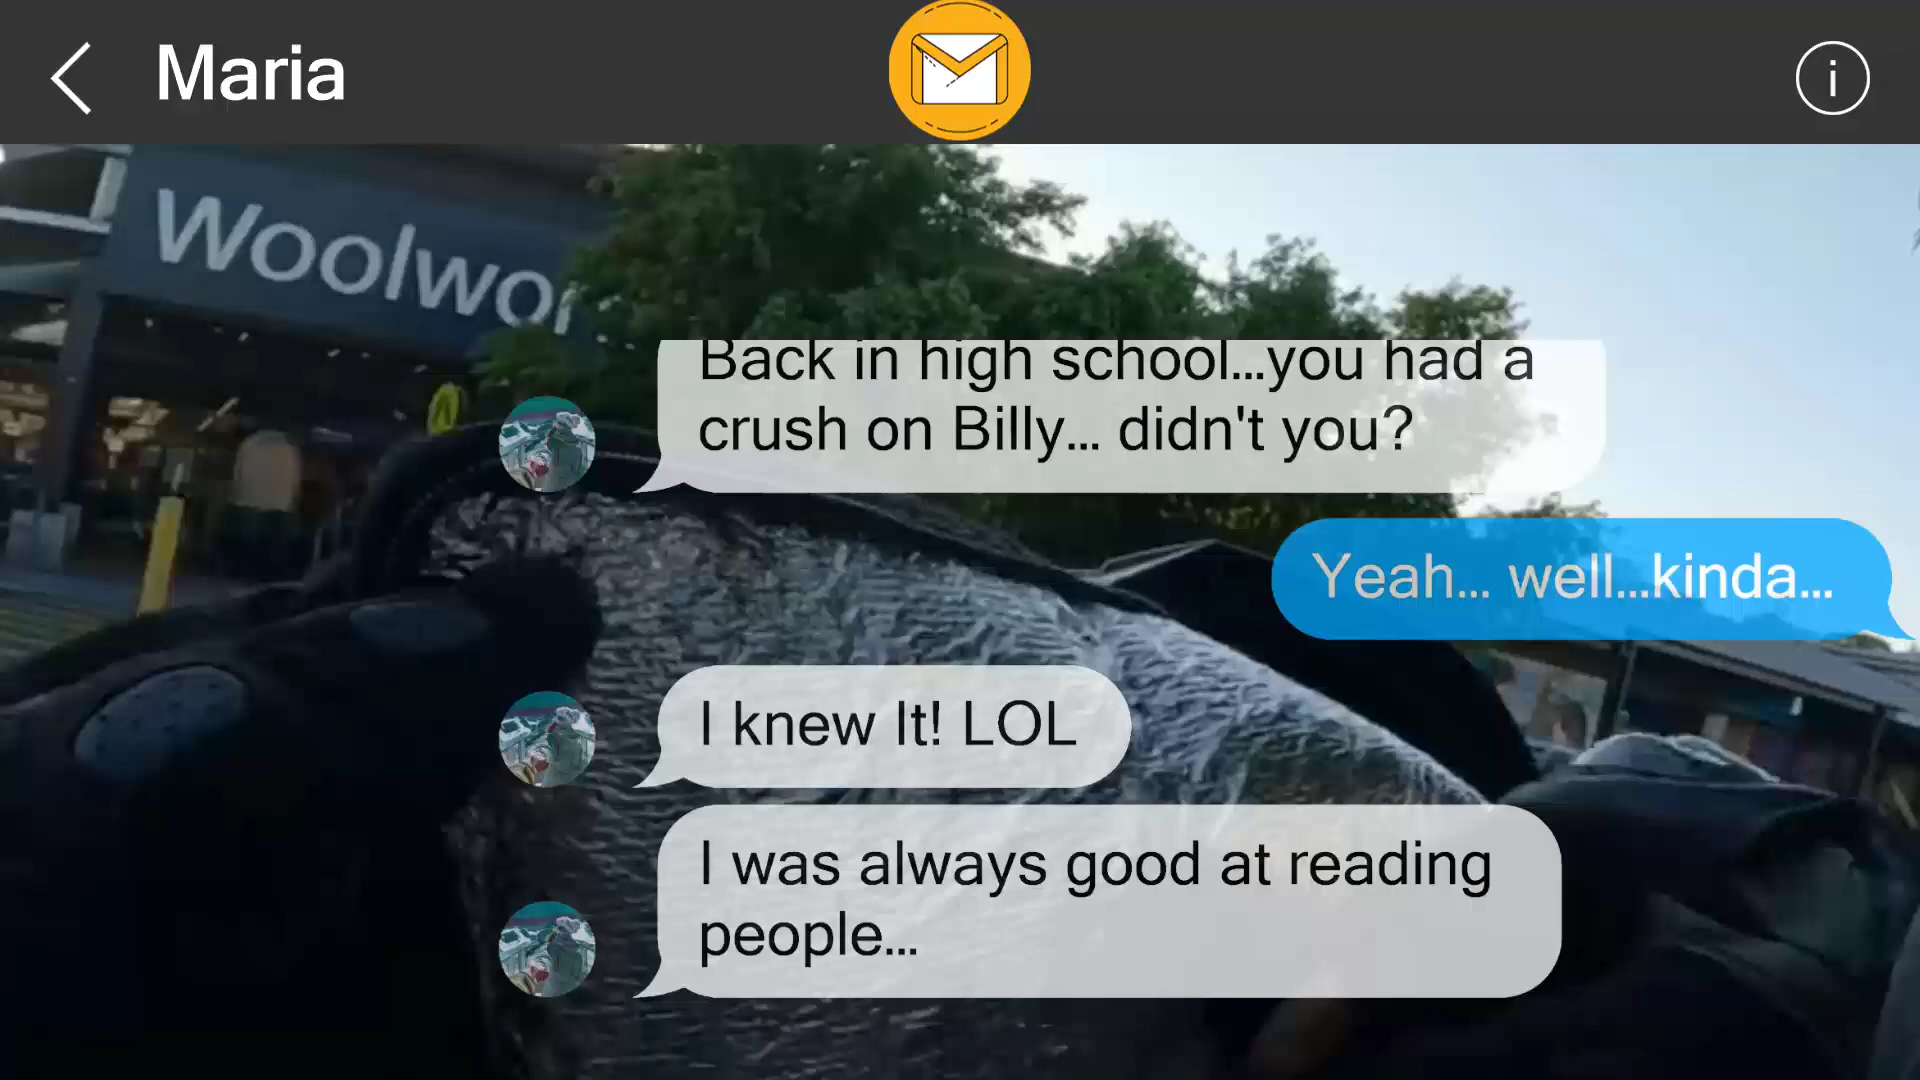 Maria
Woolwor
Back in high school...you had a
crush on Billy... didn't you?
Yeah... well...kinda...
I knew It! LOL
I was always good at reading
people...